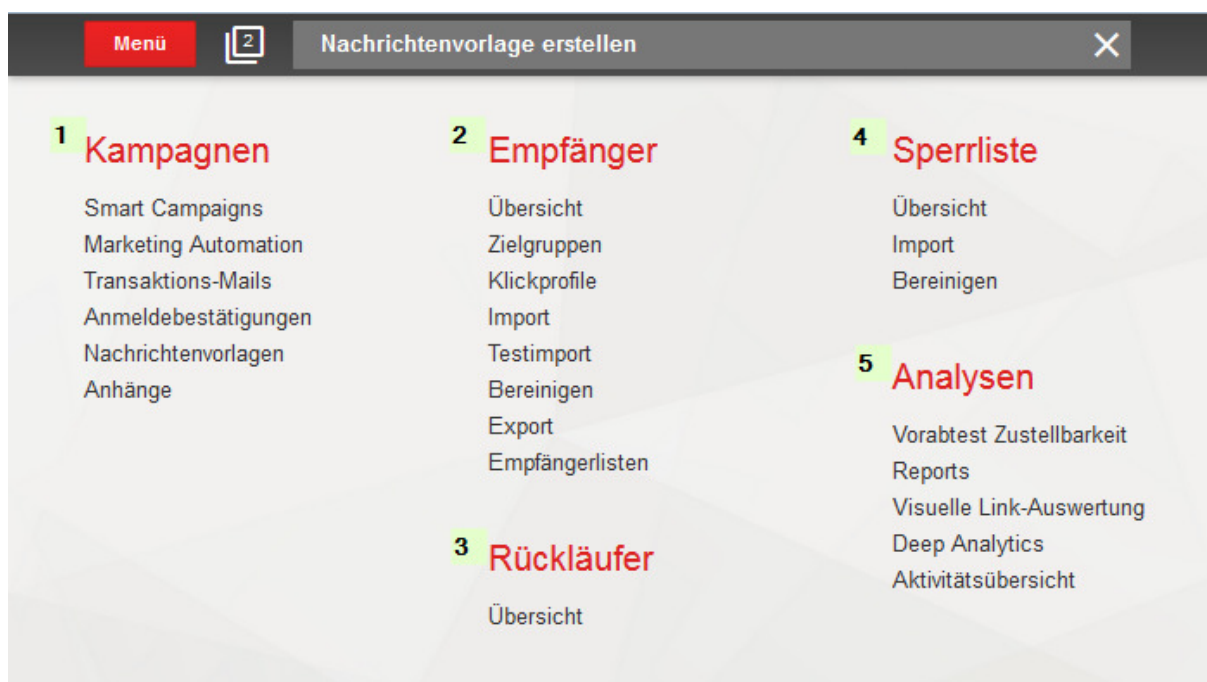 Menü
2
Nachrichtenvorlage erstellen
1
Kampagnen
Smart Campaigns
Marketing Automation
Transaktions-Mails
Anmeldebestätigungen
Nachrichtenvorlagen
Anhänge
2
Empfänger
Übersicht
Zielgruppen
Klickprofile
Import
Testimport
Bereinigen
Export
Empfängerlisten
3
Rückläufer
Übersicht
4
Sperrliste
Übersicht
Import
Bereinigen
5
Analysen
Vorabtest Zustellbarkeit
Reports
Visuelle Link-Auswertung
Deep Analytics
Aktivitätsübersicht